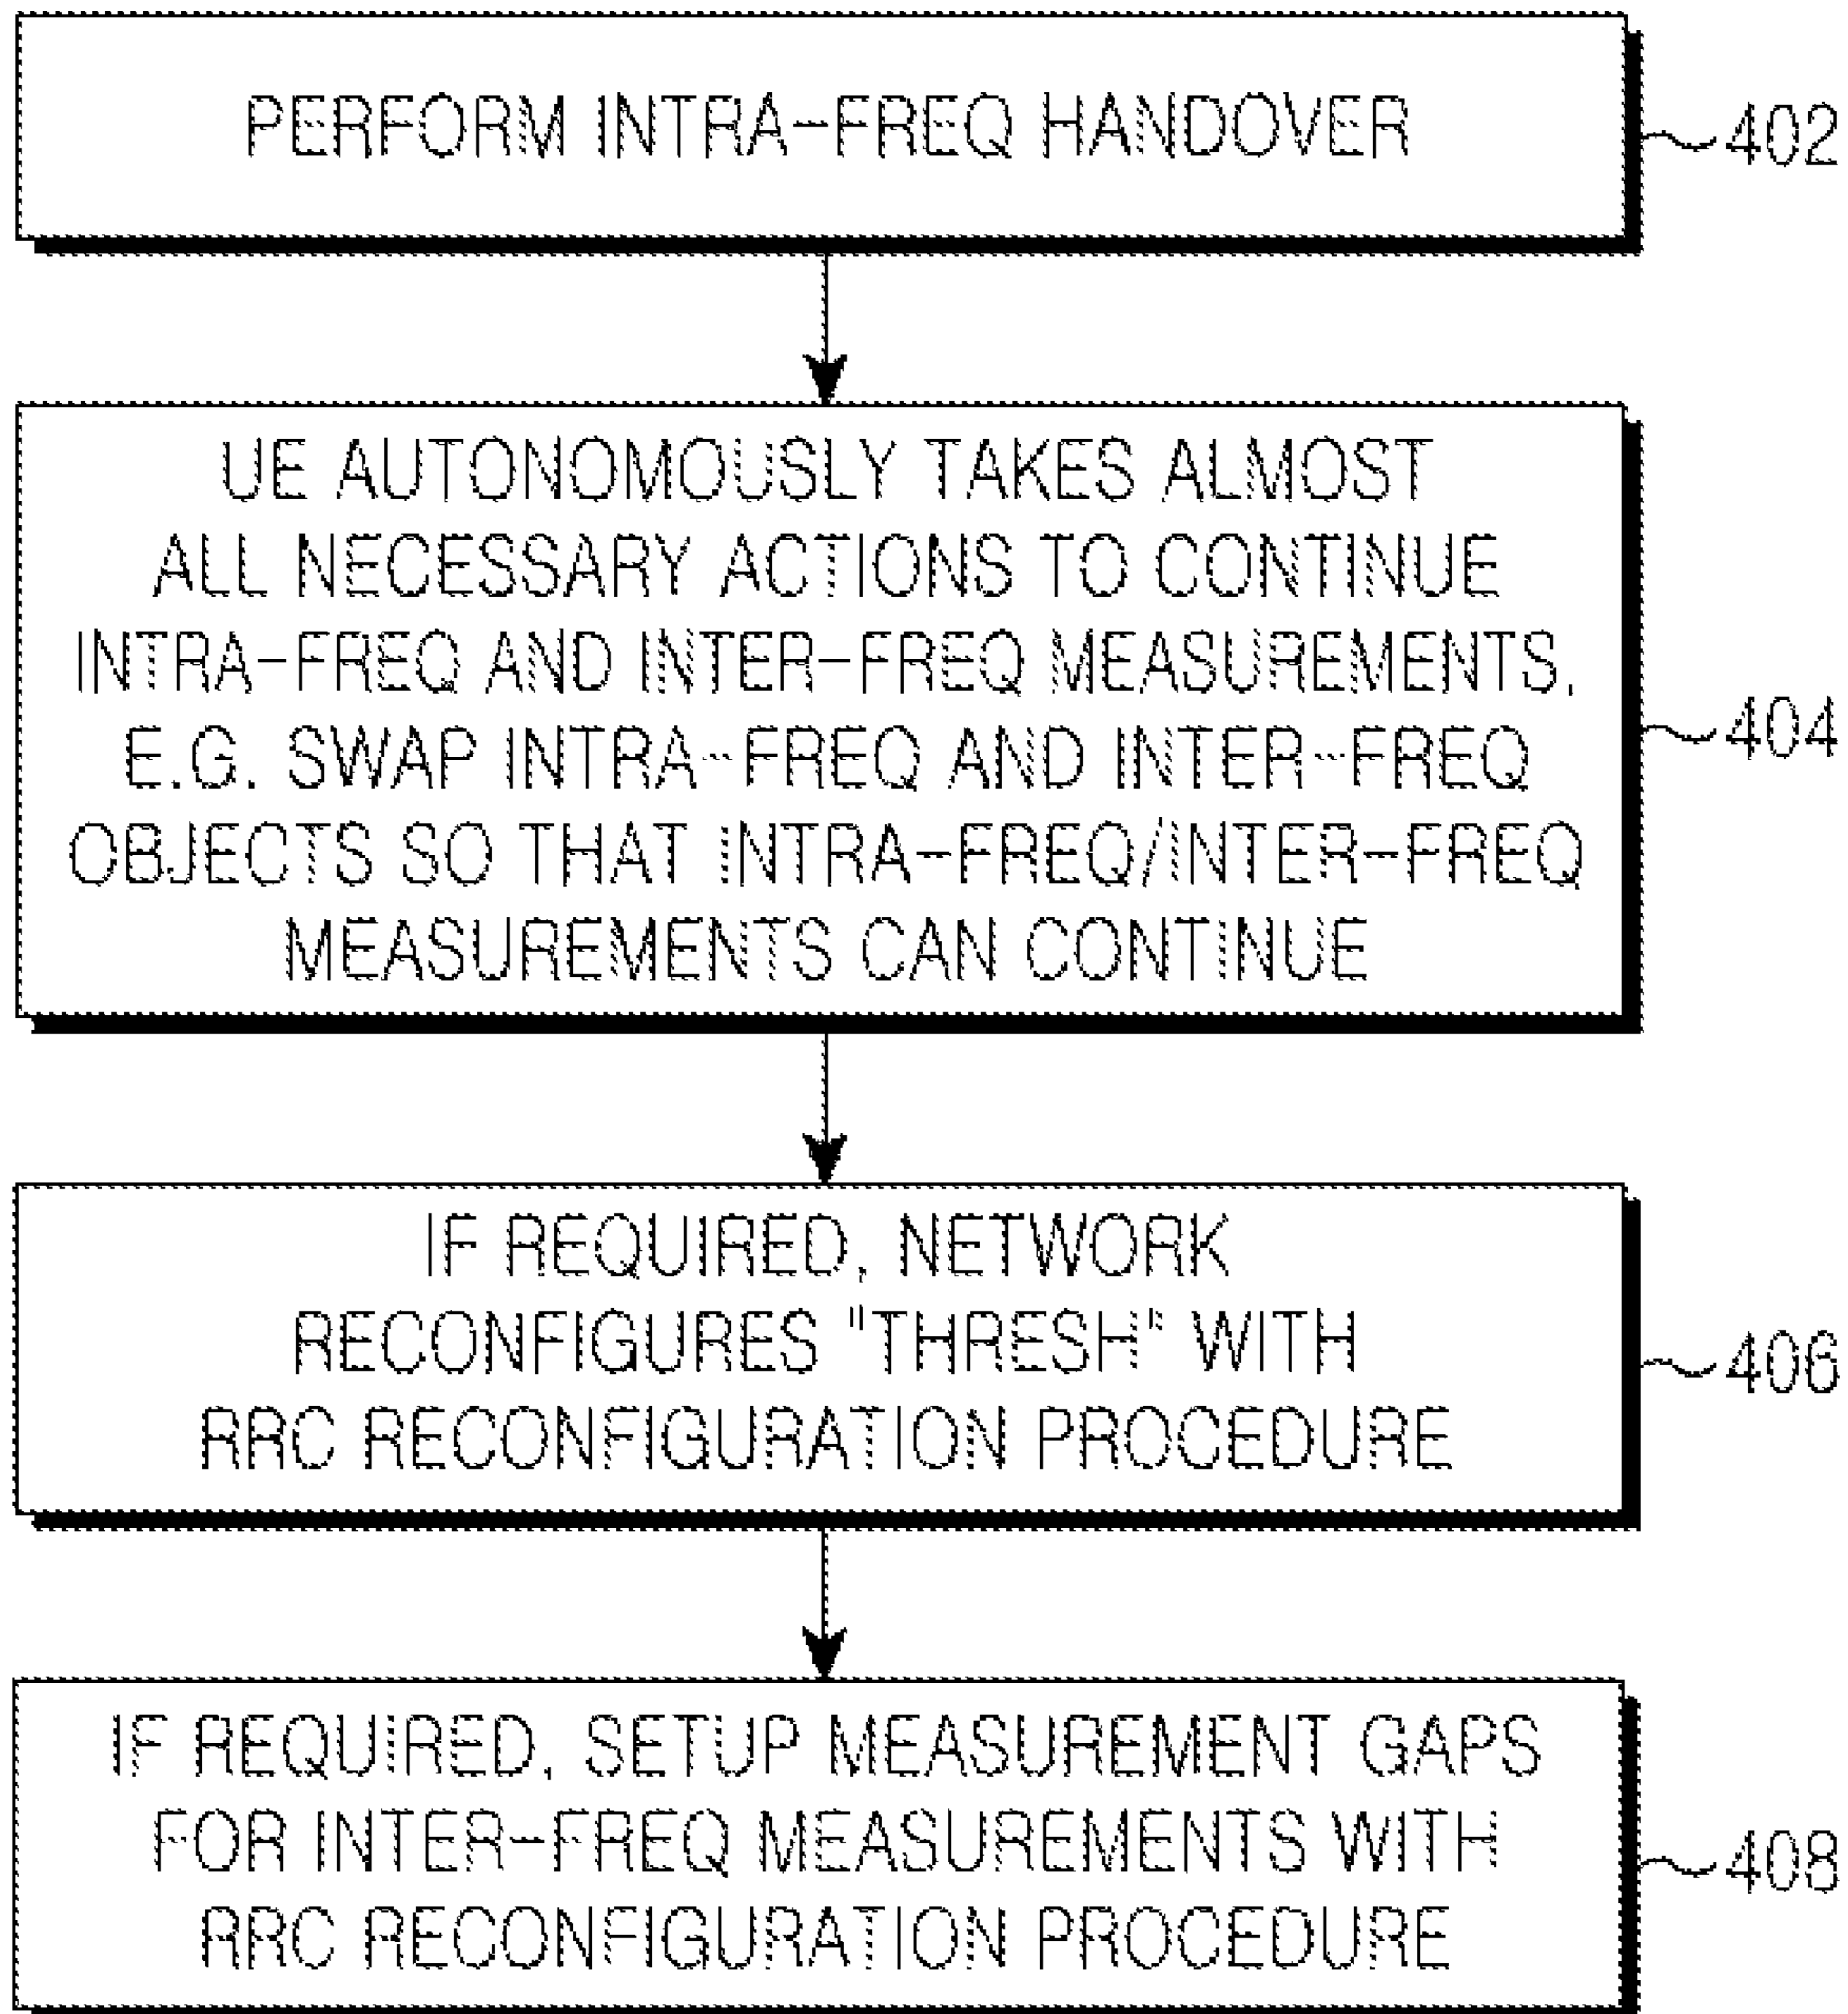 PERFORM INTRA-FREQ HANDOVER
402
UE AUTONOMOUSLY TAKES ALMOST
ALL NECESSARY ACTIONS TO CONTINUE
INTRA-FREQ AND INTER-FREQ MEASUREMENTS,
E.G. SWAP INTRA-FREQ AND INTER-FREQ
OBJECTS SO THAT INTRA-FREQ/INTER-FREQ
MEASUREMENTS CAN CONTINUE
404
IF REQUIRED, NETWORK
RECONFIGURES "THRESH" WITH
RRC RECONFIGURATION PROCEDURE
406
IF REQUIRED, SETUP MEASUREMENT GAPS
FOR INTER-FREQ MEASUREMENTS WITH
RRC RECONFIGURATION PROCEDURE
408